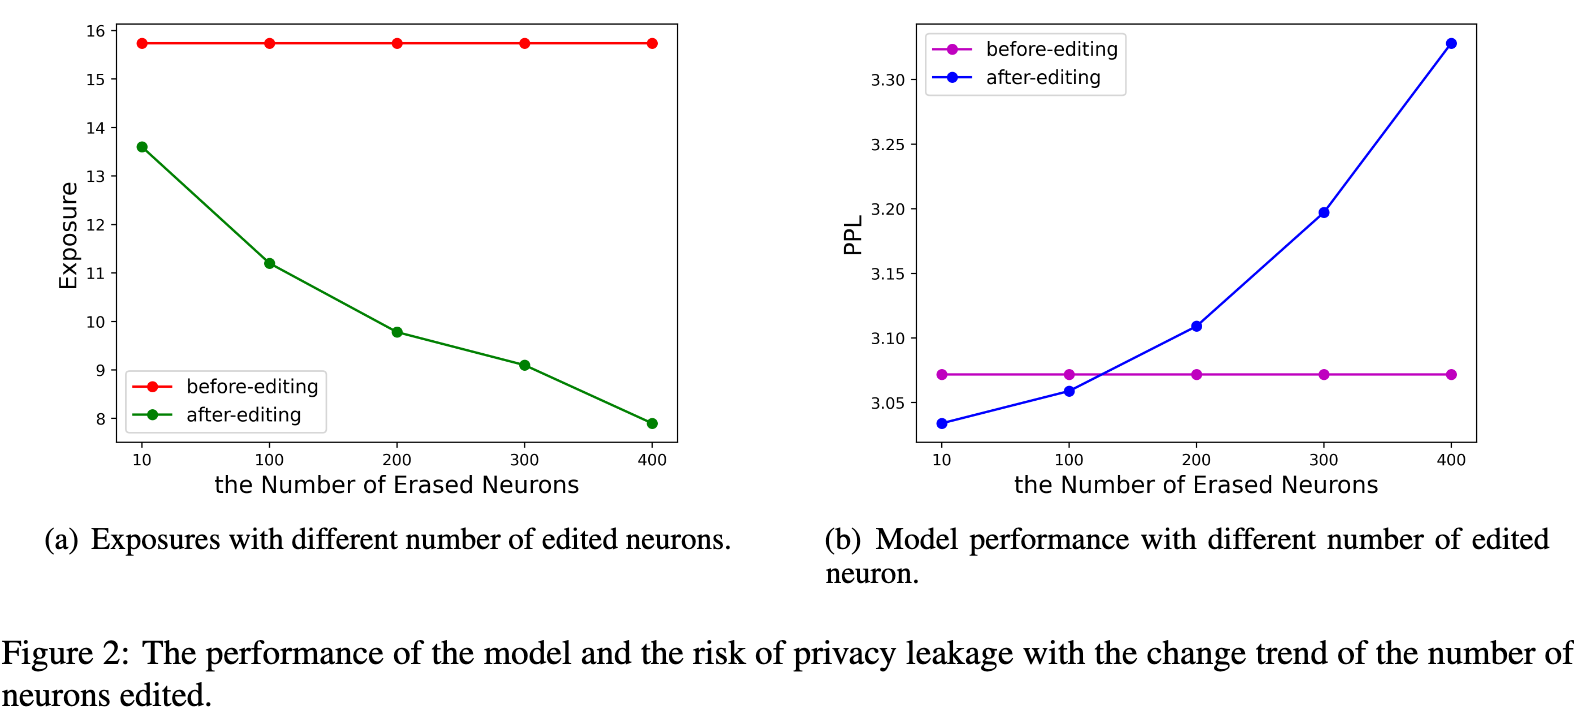 16
15
14
13
12
11
10
9
8
Exposure
before-editing
after-editing
10 100 200 300 400
the Number of Erased Neurons
(a) Exposures with different number of edited neurons.
before-editing
after-editing
3.30
3.25
3.20
3.15
3.10
3.05
PPL
10 100 200 300 400
the Number of Erased Neurons
(b) Model performance with different number of edited
neuron.
Figure 2: The performance of the model and the risk of privacy leakage with the change trend of the number of
neurons edited.